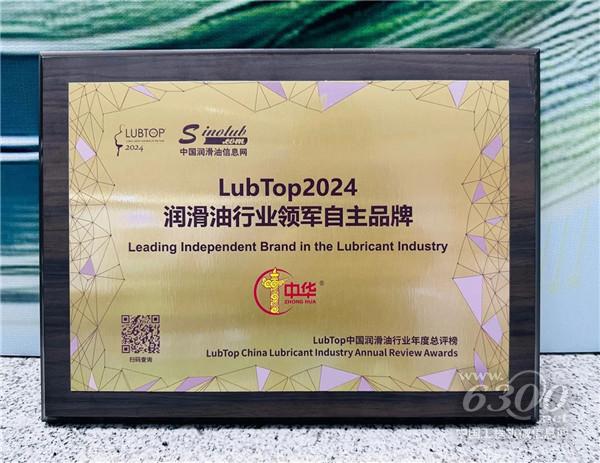 LUBTOP
2024
Sinolub
.com
中国润滑油信息网
LubTop2024
润滑油行业领军自主品牌
Leading Independent Brand in the Lubricant Industry
中华®
ZHONG HUA
LubTop中国润滑油行业年度总评榜
LubTop China Lubricant Industry Annual Review Awards
扫码查询
www.
6300
.net